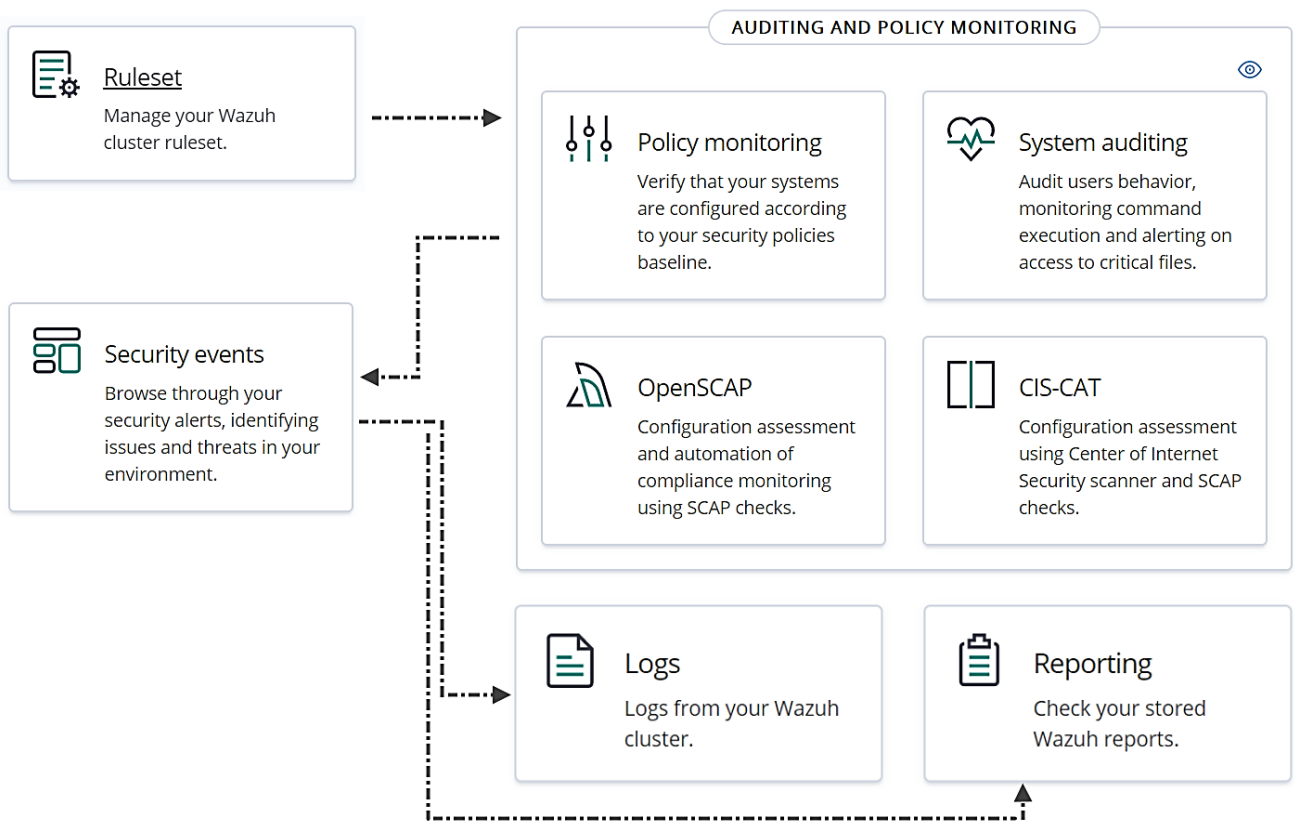 AUDITING AND POLICY MONITORING
Ruleset
Manage your Wazuh
cluster ruleset.
Policy monitoring
Verify that your systems
are configured according
to your security policies
baseline.
System auditing
Audit users behavior,
monitoring command
execution and alerting on
access to critical files.
Security events
Browse through your
security alerts, identifying
issues and threats in your
environment.
OpenSCAP
Configuration assessment
and automation of
compliance monitoring
using SCAP checks.
CIS-CAT
Configuration assessment
using Center of Internet
Security scanner and SCAP
checks.
Logs
Logs from your Wazuh
cluster.
Reporting
Check your stored
Wazuh reports.